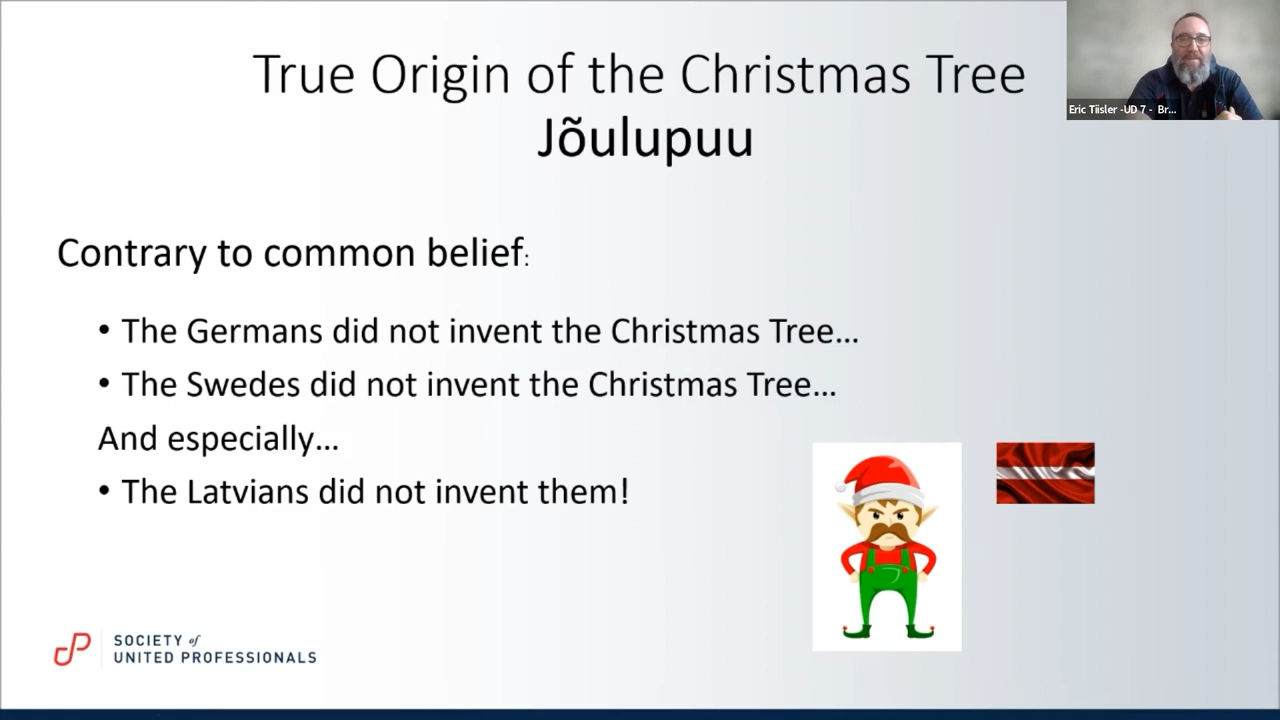 True Origin of the Christmas Tree
Jõulupuu
Eric Tiisler -UD 7 - Br...
Contrary to common belief:
• The Germans did not invent the Christmas Tree…
• The Swedes did not invent the Christmas Tree…
And especially…
• The Latvians did not invent them!
SOCIETY of
UNITED PROFESSIONALS